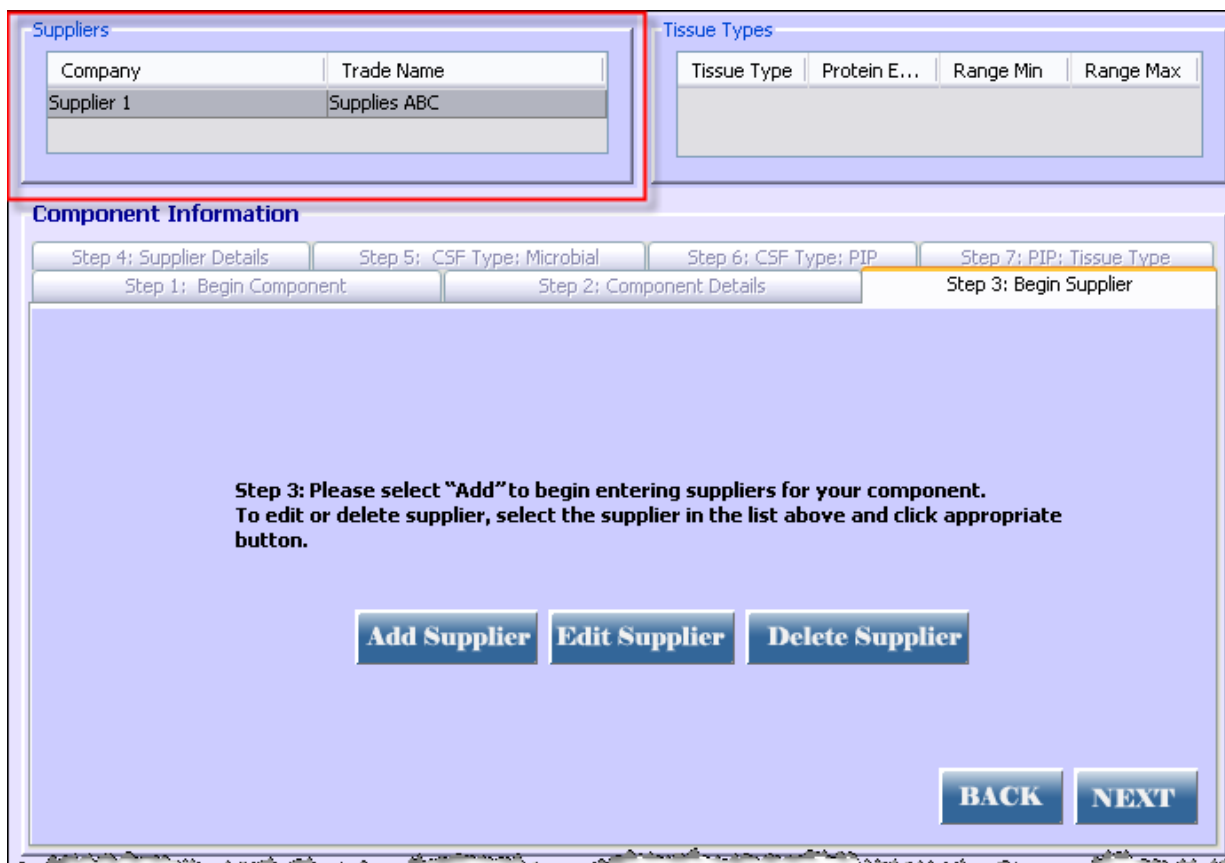 Suppliers
Company Trade Name
Supplier 1 Supplies ABC
Tissue Types
Tissue Type Protein E... Range Min Range Max
Component Information
Step 4: Supplier Details Step 5: CSF Type: Microbial Step 6: CSF Type: PIP Step 7: PIP: Tissue Type
Step 1: Begin Component Step 2: Component Details Step 3: Begin Supplier
Step 3: Please select “Add” to begin entering suppliers for your component.
To edit or delete supplier, select the supplier in the list above and click appropriate
button.
Add Supplier Edit Supplier Delete Supplier
BACK NEXT